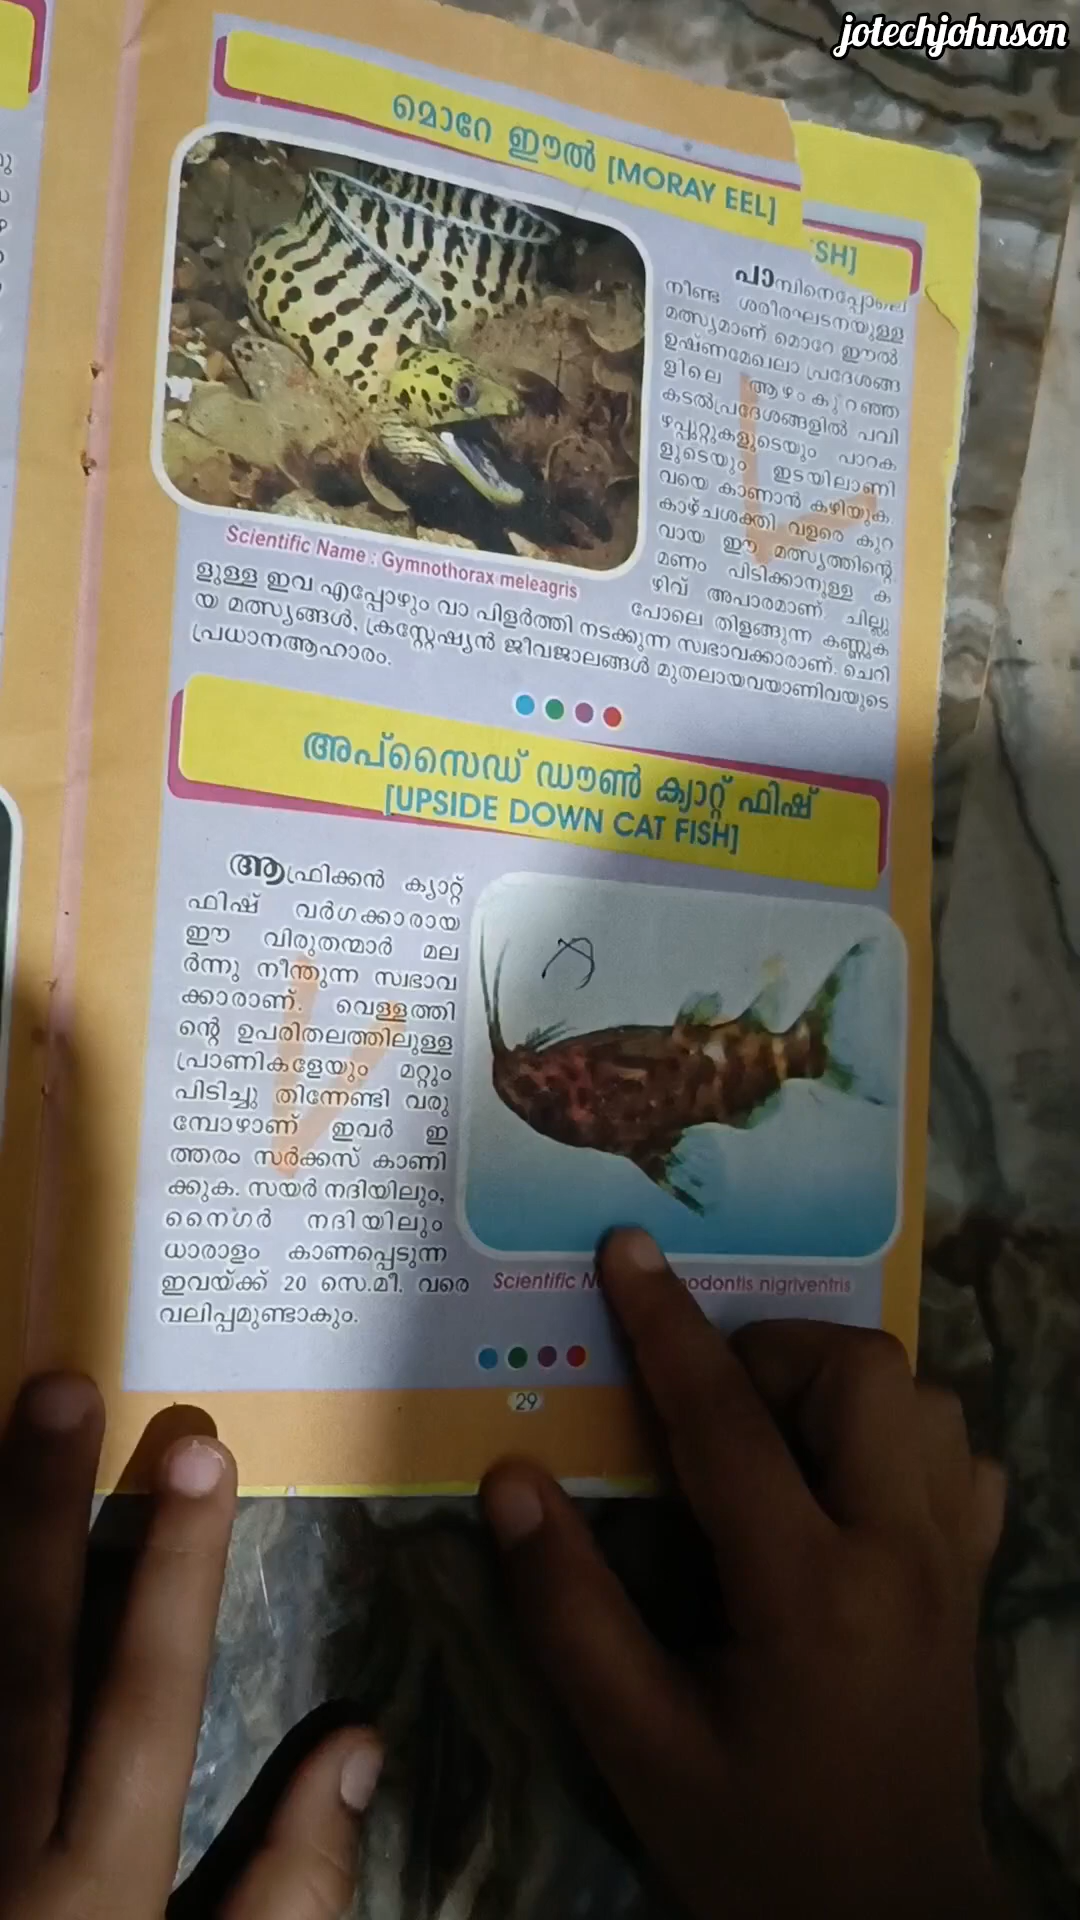 jotechjohnson
മൊറേ ഈൽ [MORAY EEL]
SH]
പാമ്പിനെപ്പോലെ
നീണ്ട ശരീരഘടനയുള്ള
മത്സ്യമാണ് മൊറേ ഈൽ.
ഉഷ്ണമേഖലാ പ്രദേശങ്ങ
ളിലെ ആഴംകുറഞ്ഞ
കടൽപ്രദേശങ്ങളിൽ പവി
ഴപ്പുറ്റുകളുടെയും പാറക
ളുടെയും ഇടയിലാണി
വയെ കാണാൻ കഴിയുക.
കാഴ്ചശക്തി വളരെ കുറ
വായ ഈ മത്സ്യത്തിന്റെ
മണം പിടിക്കാനുള്ള ക
ഴിവ് അപാരമാണ്. ചില്ലു
പോലെ തിളങ്ങുന്ന കണ്ണുക
Scientific Name : Gymnothorax meleagris
ളുള്ള ഇവ എപ്പോഴും വാ പിളർത്തി നടക്കുന്ന സ്വഭാവക്കാരാണ്. ചെറി
യ മത്സ്യങ്ങൾ, ക്രസ്റ്റേഷ്യൻ ജീവജാലങ്ങൾ മുതലായവയാണിവയുടെ
പ്രധാനആഹാരം.
അപ്സൈഡ് ഡൗൺ ക്യാറ്റ് ഫിഷ്
[UPSIDE DOWN CAT FISH]
ആഫ്രിക്കൻ ക്യാറ്റ്
ഫിഷ് വർഗക്കാരായ
ഈ വിരുതന്മാർ മല
ർന്നു നീന്തുന്ന സ്വഭാവ
ക്കാരാണ്. വെള്ളത്തി
ന്റെ ഉപരിതലത്തിലുള്ള
പ്രാണികളേയും മറ്റും
പിടിച്ചു തിന്നേണ്ടി വരു
മ്പോഴാണ് ഇവർ ഇ
ത്തരം സർക്കസ് കാണി
ക്കുക. സയർ നദിയിലും,
നൈഗർ നദിയിലും
ധാരാളം കാണപ്പെടുന്ന
ഇവയ്ക്ക് 20 സെ.മീ. വരെ
വലിപ്പമുണ്ടാകും.
Scientific N odontis nigriventris
29